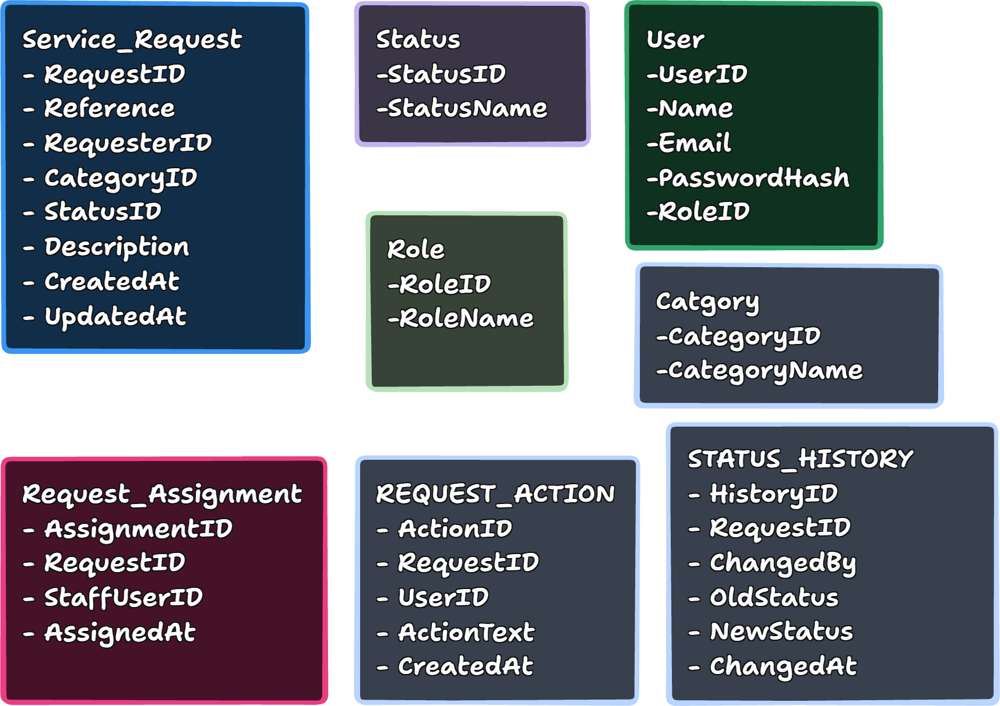 Service_Request
- RequestID
- Reference
- RequesterID
- CategoryID
- StatusID
- Description
- CreatedAt
- UpdatedAt
Status
-StatusID
-StatusName
User
-UserID
-Name
-Email
-PasswordHash
-RoleID
Role
-RoleID
-RoleName
Catgory
-CategoryID
-CategoryName
Request_Assignment
- AssignmentID
- RequestID
- StaffUserID
- AssignedAt
REQUEST_ACTION
- ActionID
- RequestID
- UserID
- ActionText
- CreatedAt
STATUS_HISTORY
- HistoryID
- RequestID
- ChangedBy
- OldStatus
- NewStatus
- ChangedAt